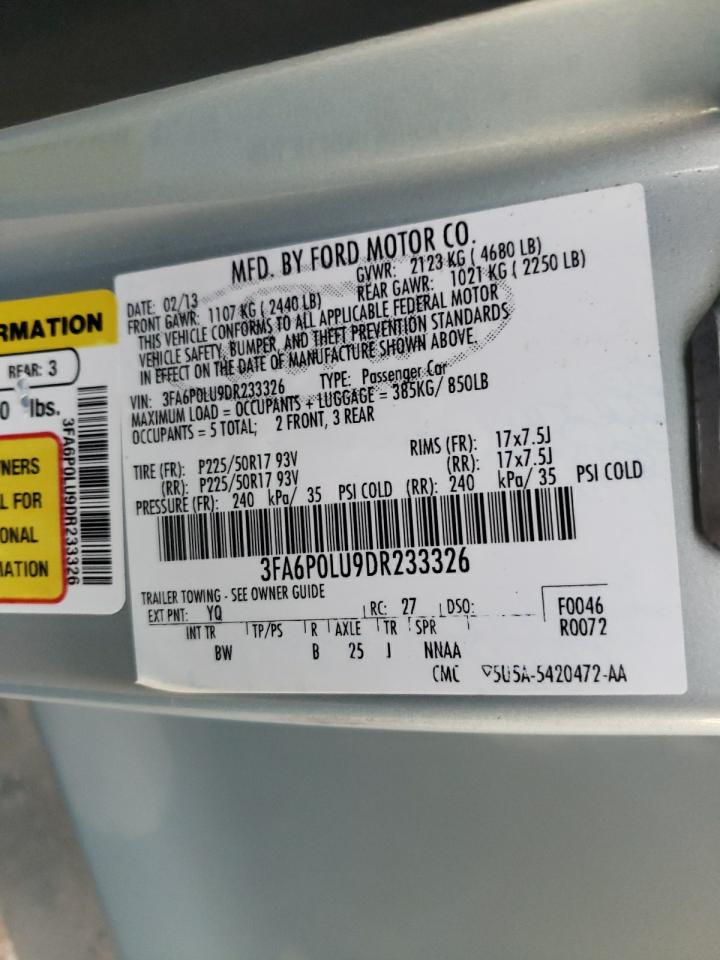 RMATION
REAR: 3
0 lbs.
NERS
L FOR
ONAL
IATION
3FA6P0LU9DR233326
MFD. BY FORD MOTOR CO.
DATE: 02/13 GVWR: 2123 KG ( 4680 LB)
FRONT GAWR: 1107 KG ( 2440 LB) REAR GAWR: 1021 KG ( 2250 LB)
THIS VEHICLE CONFORMS TO ALL APPLICABLE FEDERAL MOTOR
VEHICLE SAFETY, BUMPER, AND THEFT PREVENTION STANDARDS
IN EFFECT ON THE DATE OF MANUFACTURE SHOWN ABOVE.
VIN: 3FA6P0LU9DR233326 TYPE: Passenger Car
MAXIMUM LOAD = OCCUPANTS + LUGGAGE = 385KG/ 850LB
OCCUPANTS = 5 TOTAL; 2 FRONT, 3 REAR
TIRE (FR): P225/50R17 93V RIMS (FR): 17x7.5J
(RR): P225/50R17 93V (RR): 17x7.5J
PRESSURE (FR): 240 kPa/ 35 PSI COLD (RR): 240 kPa/ 35 PSI COLD
3FA6P0LU9DR233326
TRAILER TOWING - SEE OWNER GUIDE
EXT PNT: YQ RC: 27 DSO: F0046
INT TR TP/PS R AXLE TR SPR R0072
BW B 25 J NNAA
CMC 5U5A-5420472-AA